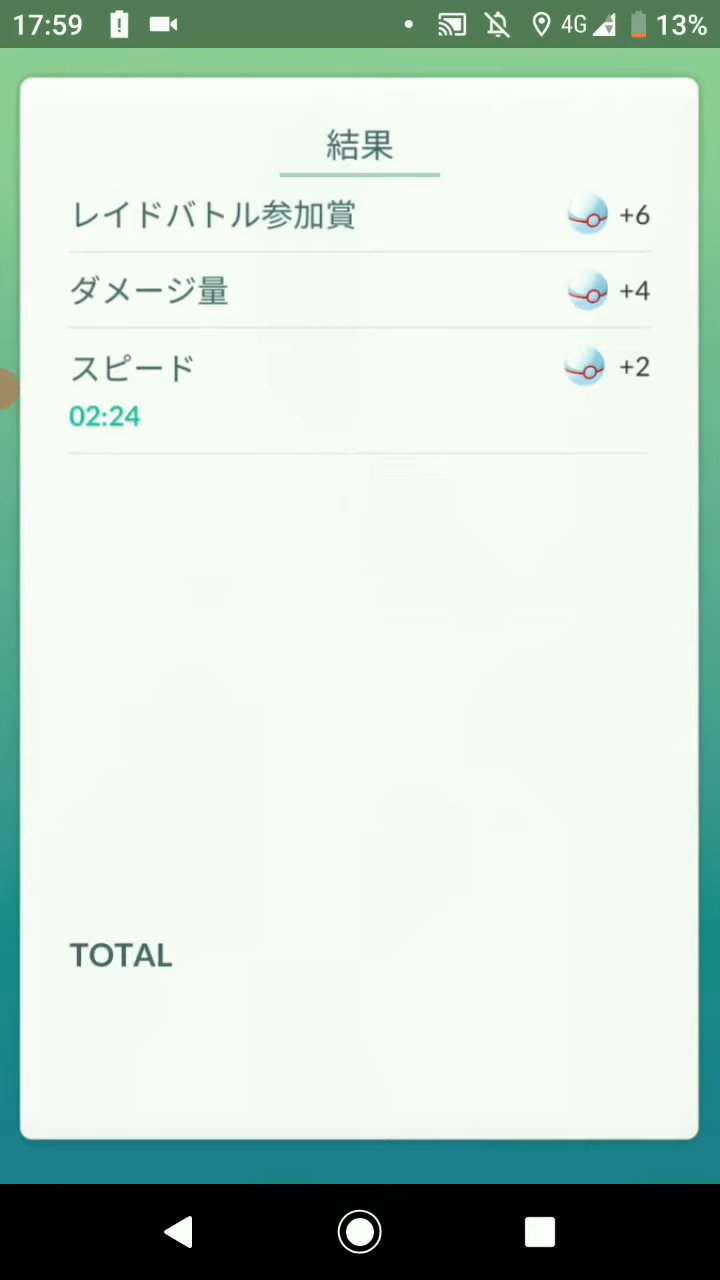 17:59 4G 13%
結果
レイドバトル参加賞 +6
ダメージ量 +4
スピード +2
02:24
TOTAL